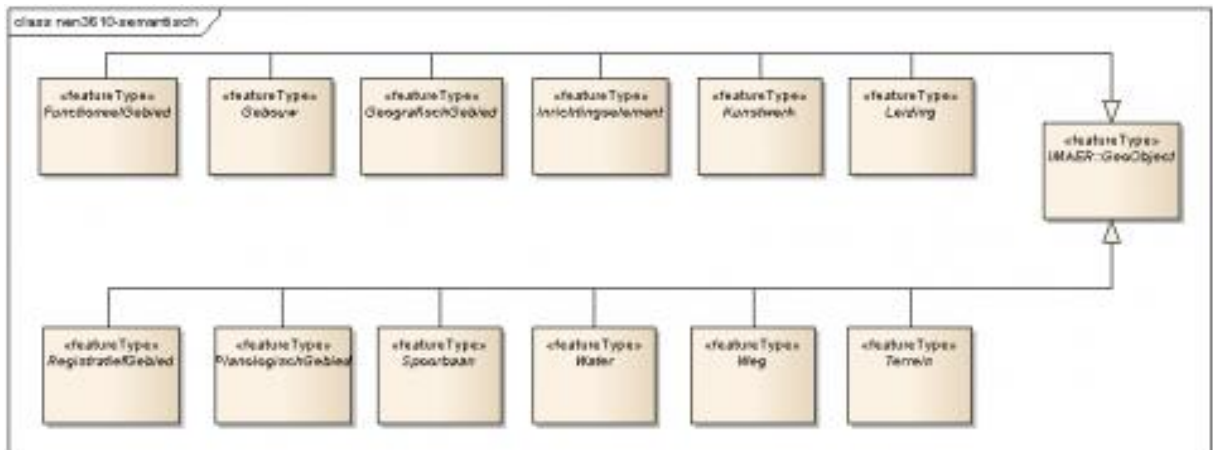 class nen3610-semantisch
«featureType»
FunctioneelGebied
«featureType»
Gebouw
«featureType»
GeografischGebied
«featureType»
Inrichtingselement
«featureType»
Kunstwerk
«featureType»
Leiding
«featureType»
IMAER::GeoObject
«featureType»
RegistratiefGebied
«featureType»
PlanologischGebied
«featureType»
Spoorbaan
«featureType»
Water
«featureType»
Weg
«featureType»
Terrein